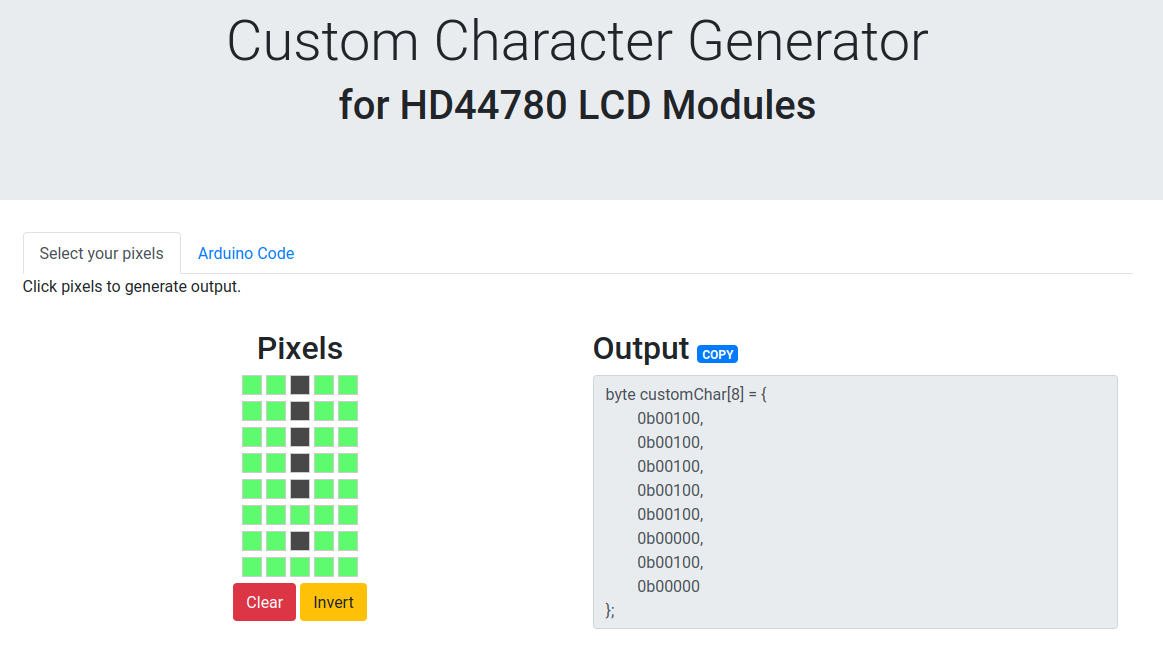 Custom Character Generator
for HD44780 LCD Modules
Select your pixels
Arduino Code
Click pixels to generate output.
Pixels
Clear
Invert
Output COPY
byte customChar[8] = {
0b00100,
0b00100,
0b00100,
0b00100,
0b00100,
0b00000,
0b00100,
0b00000
};